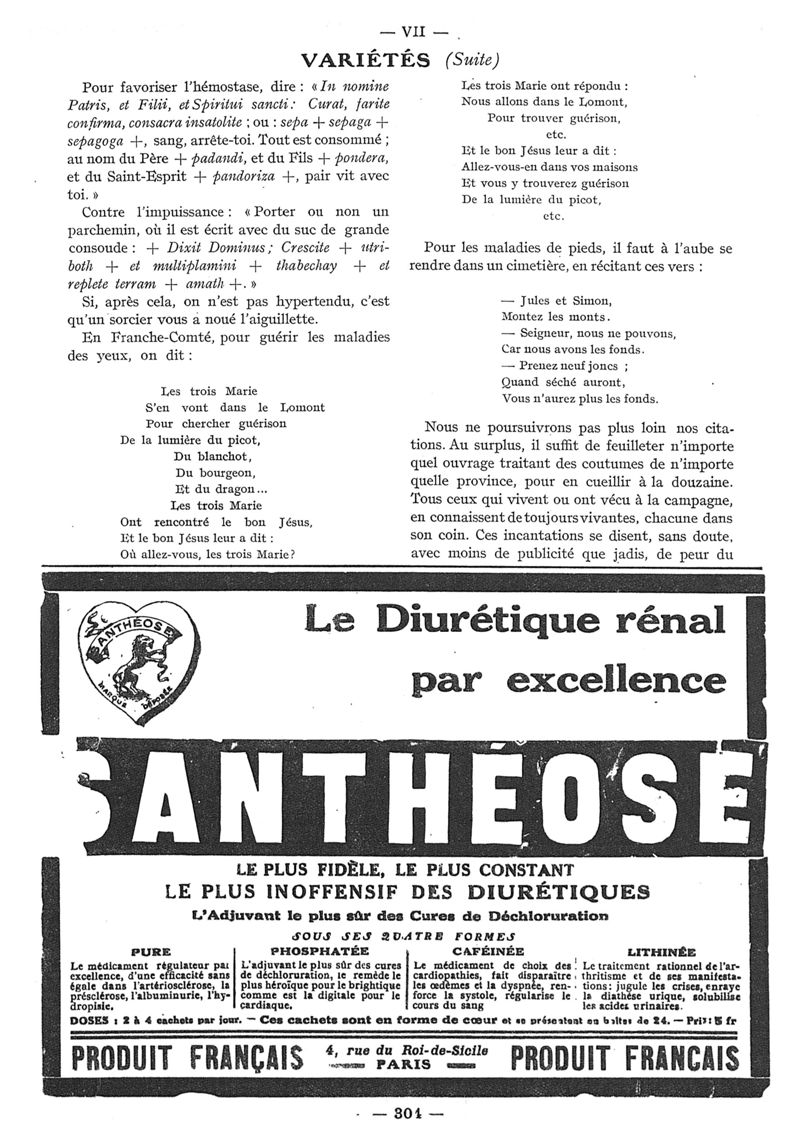 — VII —
VARIÉTÉS (Suite)
Pour favoriser l'hémostase, dire : « In nomine
Patris, et Filii, et Spiritui sancti : Curat, farite
confirma, consacra insatolite ; ou : sepa + sepaga +
sepagoga +, sang, arrête-toi. Tout est consommé ;
au nom du Père + padandi, et du Fils + pondera,
et du Saint-Esprit + pandoriza +, pair vit avec
toi. »
Contre l'impuissance : « Porter ou non un
parchemin, où il est écrit avec du suc de grande
consoude : + Dixit Dominus ; Crescite + utri-
both + et multiplamini + thabechay + et
replete terram + amath +. »
Si, après cela, on n'est pas hypertendu, c'est
qu'un sorcier vous a noué l'aiguillette.
En Franche-Comté, pour guérir les maladies
des yeux, on dit :
Les trois Marie
S'en vont dans le Lomont
Pour chercher guérison
De la lumière du picot,
Du blanchot,
Du bourgeon,
Et du dragon...
Les trois Marie
Ont rencontré le bon Jésus,
Et le bon Jésus leur a dit :
Où allez-vous, les trois Marie ?
Les trois Marie ont répondu :
Nous allons dans le Lomont,
Pour trouver guérison,
etc.
Et le bon Jésus leur a dit :
Allez-vous-en dans vos maisons
Et vous y trouverez guérison
De la lumière du picot,
etc.
Pour les maladies de pieds, il faut à l'aube se
rendre dans un cimetière, en récitant ces vers :
— Jules et Simon,
Montez les monts.
— Seigneur, nous ne pouvons,
Car nous avons les fonds.
— Prenez neuf joncs ;
Quand séché auront,
Vous n'aurez plus les fonds.
Nous ne poursuivrons pas plus loin nos cita-
tions. Au surplus, il suffit de feuilleter n'importe
quel ouvrage traitant des coutumes de n'importe
quelle province, pour en cueillir à la douzaine.
Tous ceux qui vivent ou ont vécu à la campagne,
en connaissent de toujours vivantes, chacune dans
son coin. Ces incantations se disent, sans doute,
avec moins de publicité que jadis, de peur du
SANTHÉOSE
MARQUE DÉPOSÉE
Le Diurétique rénal
par excellence
SANTHÉOSE
LE PLUS FIDÈLE, LE PLUS CONSTANT
LE PLUS INOFFENSIF DES DIURÉTIQUES
L'Adjuvant le plus sûr des Cures de Déchloruration
SOUS SES QUATRE FORMES
PURE
Le médicament régulateur par
excellence, d'une efficacité sans
égale dans l'artériosclérose, la
présclérose, l'albuminurie, l'hy-
dropisie.
PHOSPHATÉE
L'adjuvant le plus sûr des cures
de déchloruration, le remède le
plus héroïque pour le brightique
comme est la digitale pour le
cardiaque.
CAFÉINÉE
Le médicament de choix des
cardiopathies, fait disparaître
les œdèmes et la dyspnée, ren-
force la systole, régularise le
cours du sang
LITHINÉE
Le traitement rationnel de l'ar-
thritisme et de ses manifesta-
tions : jugule les crises, enraye
la diathèse urique, solubilise
les acides urinaires.
DOSES : 2 à 4 cachets par jour. — Ces cachets sont en forme de cœur et se présentent en boîtes de 24. — Prix : 5 fr
PRODUIT FRANÇAIS
4, rue du Roi-de-Sicile
PARIS
PRODUIT FRANCAIS
— 304 —